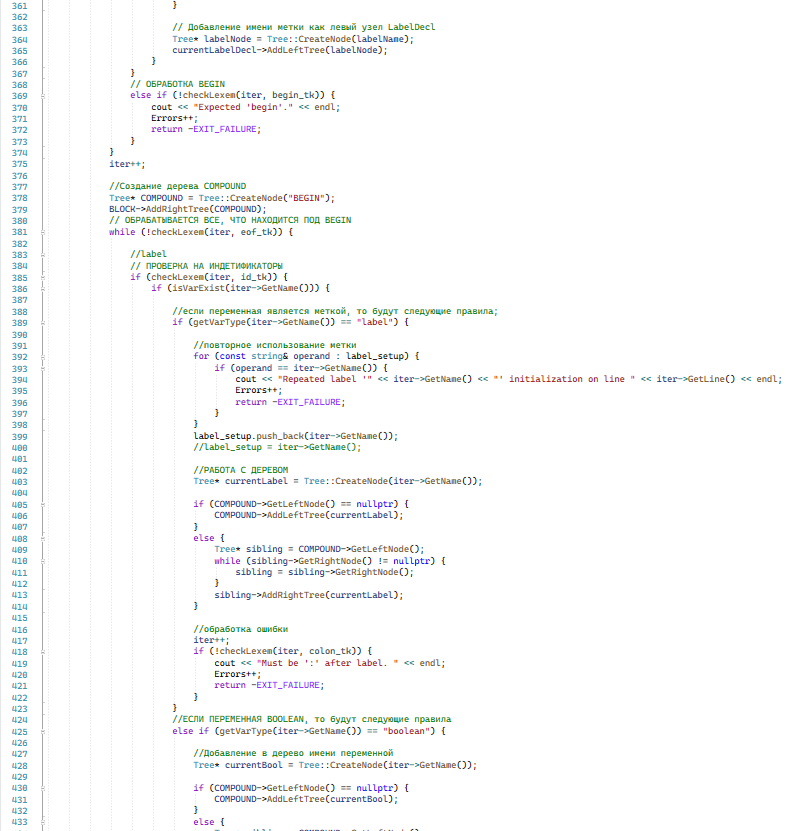 361 }
362
363 // Добавление имени метки как левый узел LabelDecl
364 Tree* labelNode = Tree::CreateNode(labelName);
365 currentLabelDecl->AddLeftTree(labelNode);
366 }
367 }
368 // ОБРАБОТКА BEGIN
369 else if (!checkLexem(iter, begin_tk)) {
370 cout << "Expected 'begin'." << endl;
371 Errors++;
372 return -EXIT_FAILURE;
373 }
374 }
375 iter++;
376
377 //Создание дерева COMPOUND
378 Tree* COMPOUND = Tree::CreateNode("BEGIN");
379 BLOCK->AddRightTree(COMPOUND);
380 // ОБРАБАТЫВАЕТСЯ ВСЕ, ЧТО НАХОДИТСЯ ПОД BEGIN
381 while (!checkLexem(iter, eof_tk)) {
382
383 //label
384 // ПРОВЕРКА НА ИНДЕТИФИКАТОРЫ
385 if (checkLexem(iter, id_tk)) {
386 if (isVarExist(iter->GetName())) {
387
388 //если переменная является меткой, то будут следующие правила;
389 if (getVarType(iter->GetName()) == "label") {
390
391 //повторное использование метки
392 for (const string& operand : label_setup) {
393 if (operand == iter->GetName()) {
394 cout << "Repeated label '" << iter->GetName() << "' initialization on line " << iter->GetLine() << endl;
395 Errors++;
396 return -EXIT_FAILURE;
397 }
398 }
399 label_setup.push_back(iter->GetName());
400 //label_setup = iter->GetName();
401
402 //РАБОТА С ДЕРЕВОМ
403 Tree* currentLabel = Tree::CreateNode(iter->GetName());
404
405 if (COMPOUND->GetLeftNode() == nullptr) {
406 COMPOUND->AddLeftTree(currentLabel);
407 }
408 else {
409 Tree* sibling = COMPOUND->GetLeftNode();
410 while (sibling->GetRightNode() != nullptr) {
411 sibling = sibling->GetRightNode();
412 }
413 sibling->AddRightTree(currentLabel);
414 }
415
416 //обработка ошибки
417 iter++;
418 if (!checkLexem(iter, colon_tk)) {
419 cout << "Must be ':' after label. " << endl;
420 Errors++;
421 return -EXIT_FAILURE;
422 }
423 }
424 //ЕСЛИ ПЕРЕМЕННАЯ BOOLEAN, то будут следующие правила
425 else if (getVarType(iter->GetName()) == "boolean") {
426
427 //Добавление в дерево имени переменной
428 Tree* currentBool = Tree::CreateNode(iter->GetName());
429
430 if (COMPOUND->GetLeftNode() == nullptr) {
431 COMPOUND->AddLeftTree(currentBool);
432 }
433 else {